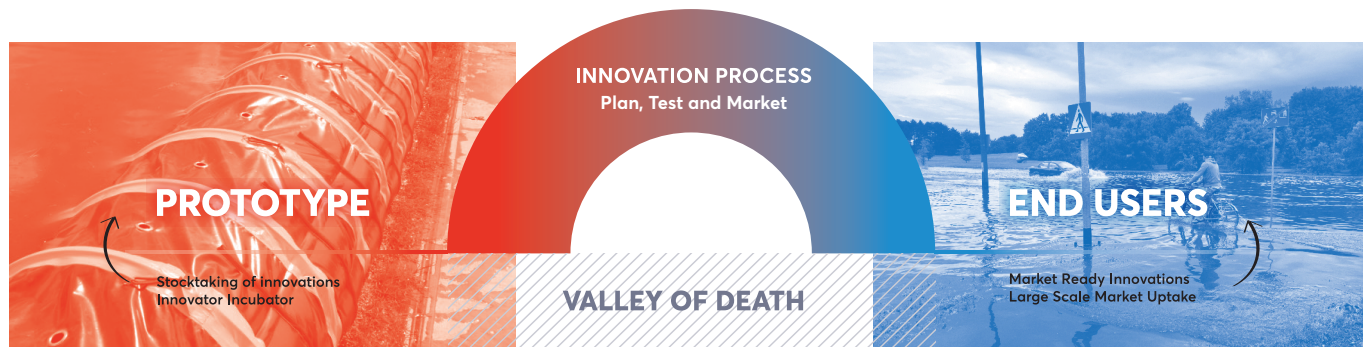 INNOVATION PROCESS
Plan, Test and Market
PROTOTYPE
Stocktaking of innovations
Innovator Incubator
VALLEY OF DEATH
END USERS
Market Ready Innovations
Large Scale Market Uptake